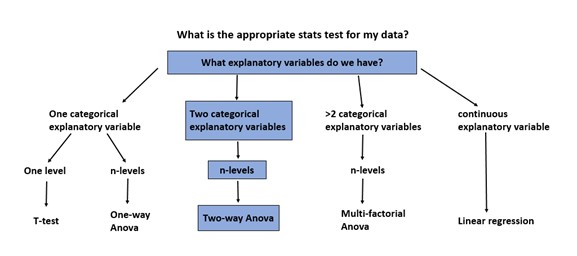 What is the appropriate stats test for my data?
What explanatory variables do we have?
One categorical
explanatory variable
Two categorical
explanatory variables
>2 categorical
explanatory variables
continuous
explanatory variable
One level
n-levels
n-levels
n-levels
T-test
One-way
Anova
Two-way Anova
Multi-factorial
Anova
Linear regression